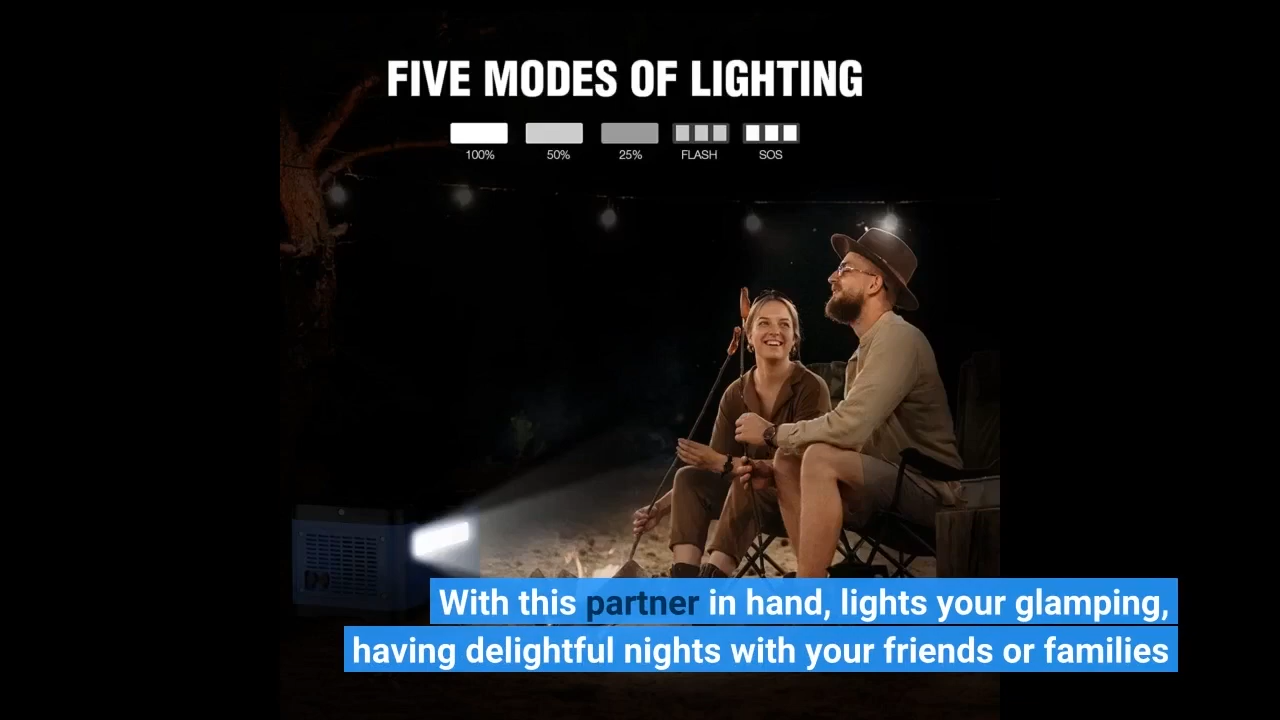 FIVE MODES OF LIGHTING
100% 50% 25% FLASH SOS
With this partner in hand, lights your glamping,
having delightful nights with your friends or families